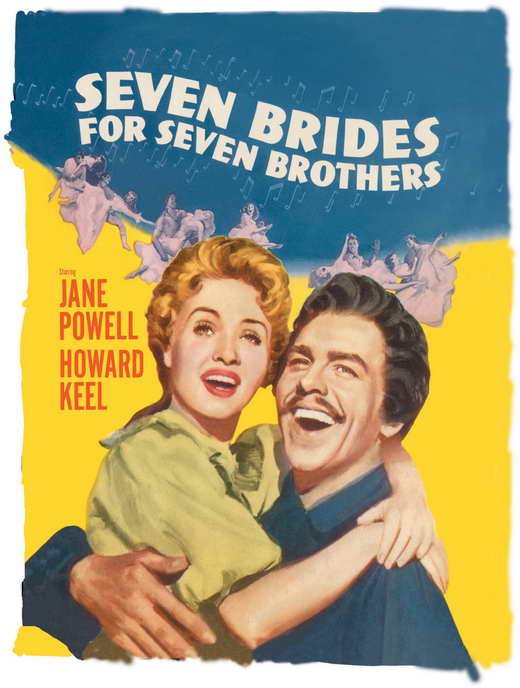 SEVEN BRIDES
FOR SEVEN BROTHERS
Starring
JANE
POWELL
HOWARD
KEEL